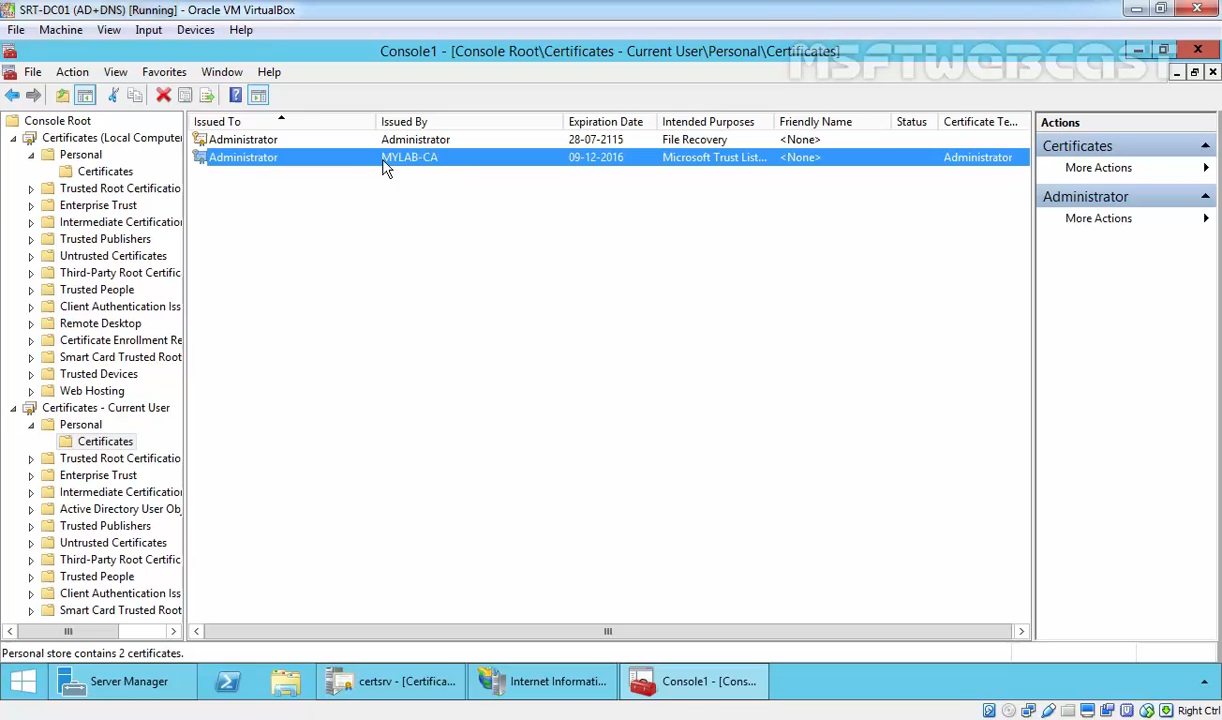 SRT-DC01 (AD+DNS) [Running] - Oracle VM VirtualBox
File Machine View Input Devices Help
Console1 - [Console Root\Certificates - Current User\Personal\Certificates]
MSFTWEBCAST
File Action View Favorites Window Help
Console Root
Certificates (Local Compute
Personal
Certificates
Trusted Root Certificatio
Enterprise Trust
Intermediate Certification
Trusted Publishers
Untrusted Certificates
Third-Party Root Certific
Trusted People
Client Authentication Iss
Remote Desktop
Certificate Enrollment Re
Smart Card Trusted Root
Trusted Devices
Web Hosting
Certificates - Current User
Personal
Certificates
Trusted Root Certificatio
Enterprise Trust
Intermediate Certification
Active Directory User Ob
Trusted Publishers
Untrusted Certificates
Third-Party Root Certific
Trusted People
Client Authentication Iss
Smart Card Trusted Root
Issued To Issued By Expiration Date Intended Purposes Friendly Name Status Certificate Te...
Administrator Administrator 28-07-2115 File Recovery <None>
Administrator MYLAB-CA 09-12-2016 Microsoft Trust List... <None> Administrator
Actions
Certificates
More Actions
Administrator
More Actions
Personal store contains 2 certificates.
Server Manager certsrv - [Certifica... Internet Informati... Console1 - [Cons...
Right Ctrl